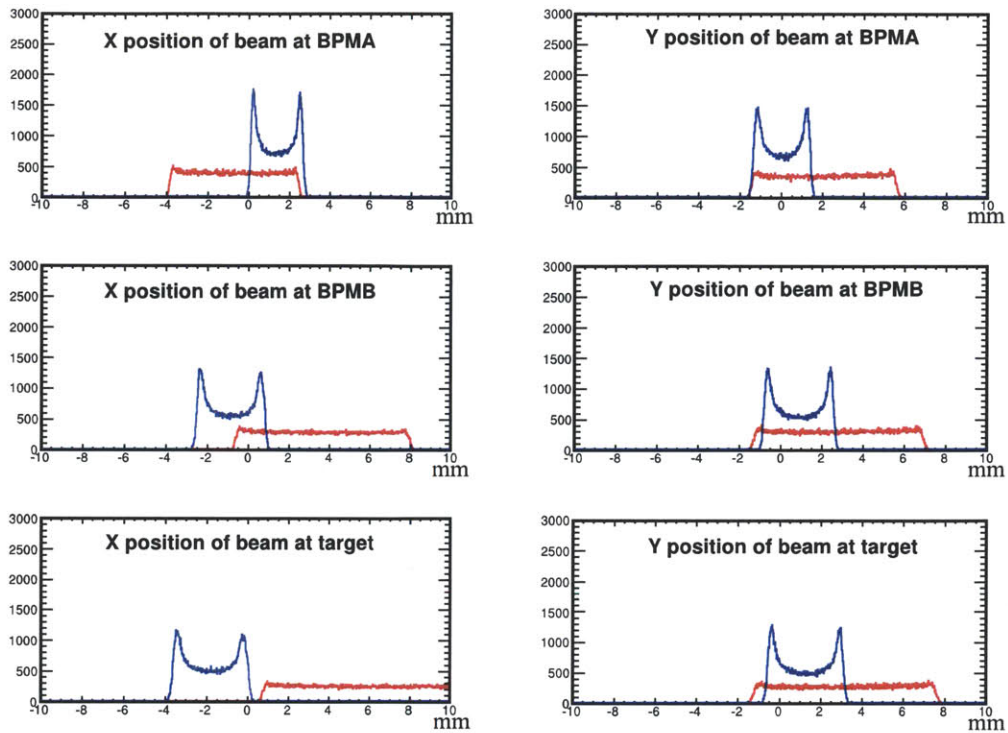 X position of beam at BPMA
3000
2500
2000
1500
1000
500
0
-10 -8 -6 -4 -2 0 2 4 6 8 10
mm
Y position of beam at BPMA
3000
2500
2000
1500
1000
500
0
-10 -8 -6 -4 -2 0 2 4 6 8 10
mm
X position of beam at BPMB
3000
2500
2000
1500
1000
500
0
-10 -8 -6 -4 -2 0 2 4 6 8 10
mm
Y position of beam at BPMB
3000
2500
2000
1500
1000
500
0
-10 -8 -6 -4 -2 0 2 4 6 8 10
mm
X position of beam at target
3000
2500
2000
1500
1000
500
0
-10 -8 -6 -4 -2 0 2 4 6 8 10
mm
Y position of beam at target
3000
2500
2000
1500
1000
500
0
-10 -8 -6 -4 -2 0 2 4 6 8 10
mm